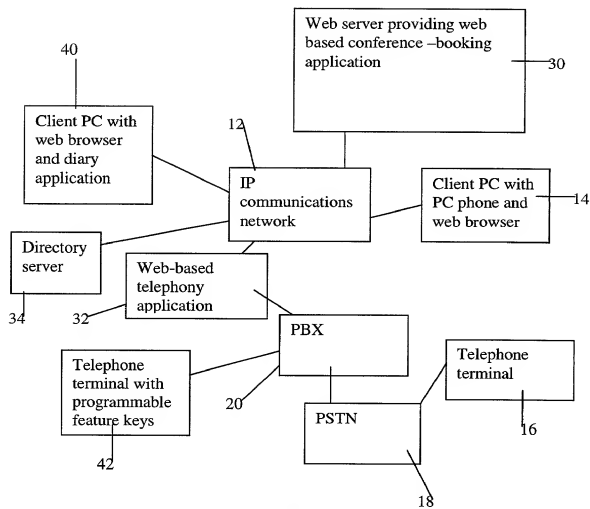 40
Web server providing web
based conference –booking
application
30
Client PC with
web browser
and diary
application
12
IP
communications
network
Client PC with
PC phone and
web browser
14
Directory
server
34
Web-based
telephony
application
32
PBX
20
Telephone
terminal with
programmable
feature keys
42
Telephone
terminal
16
PSTN
18